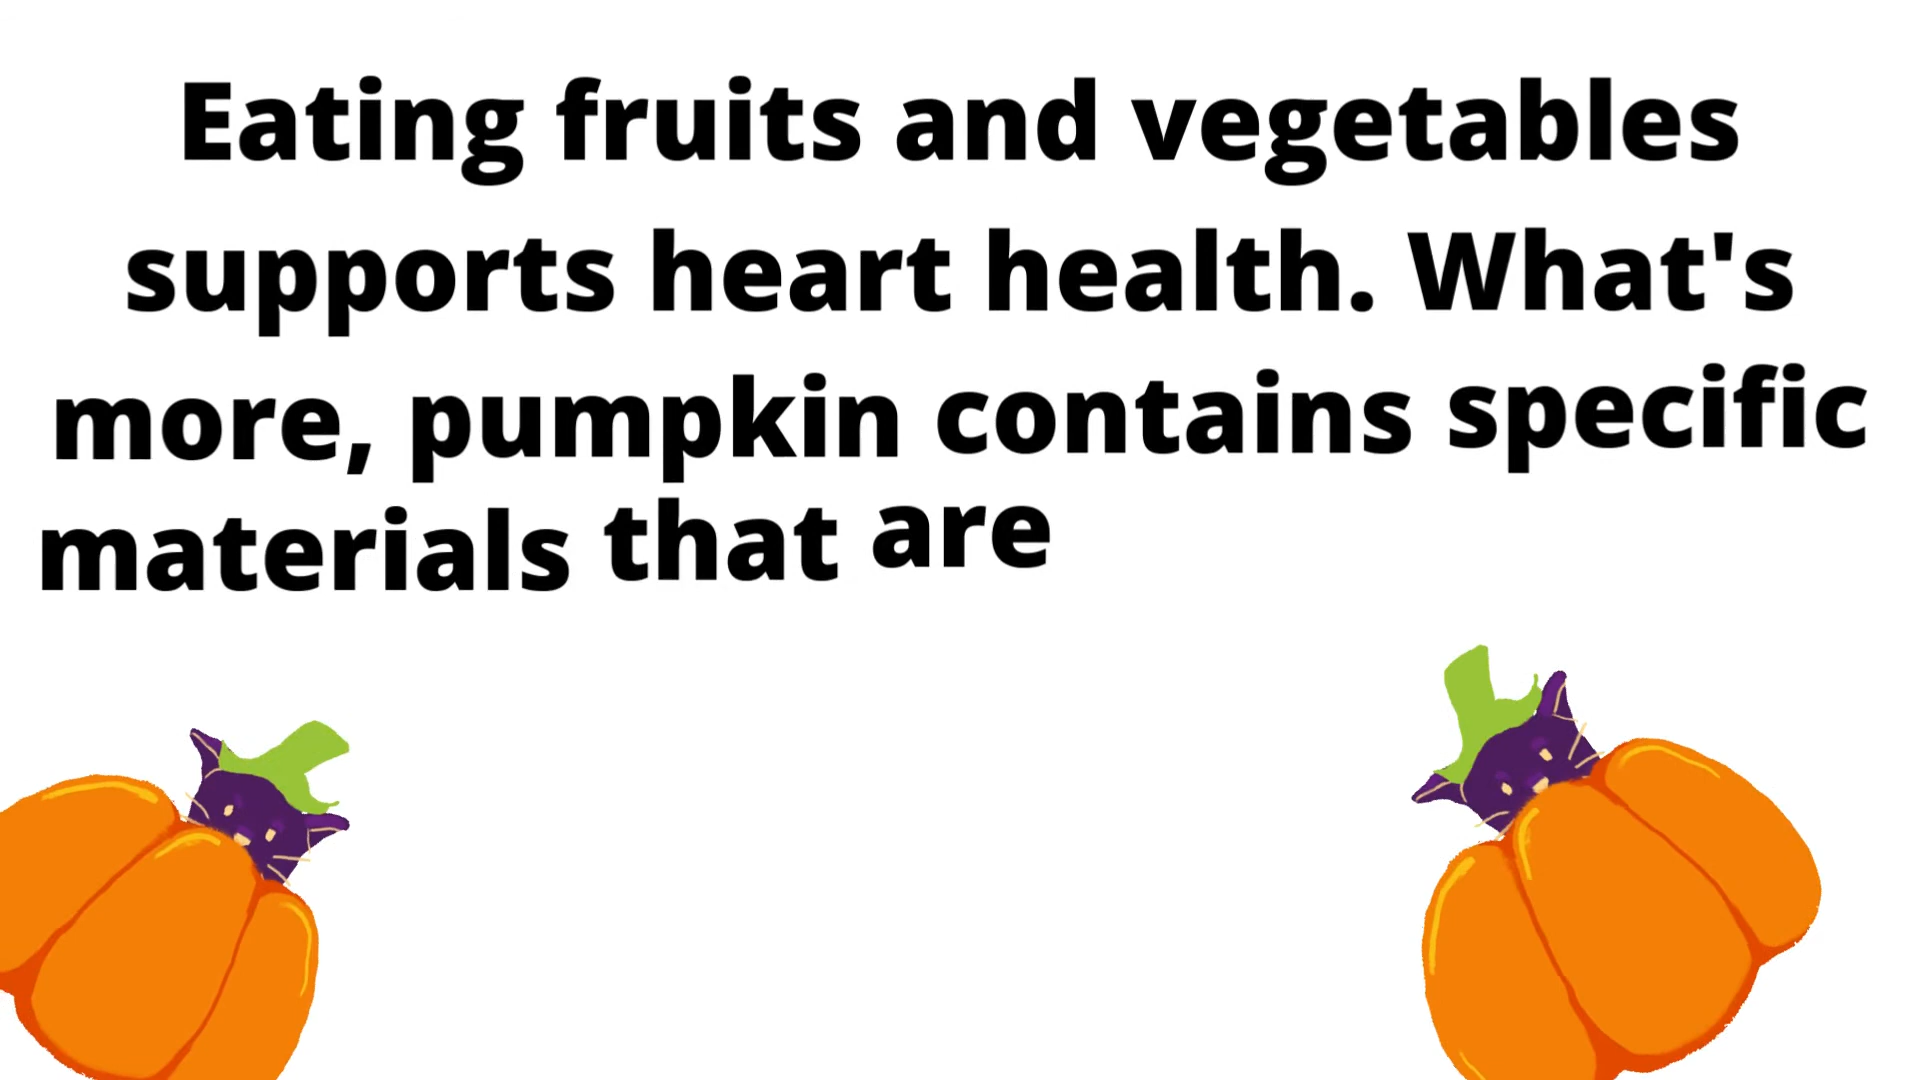 Eating fruits and vegetables
supports heart health. What's
more, pumpkin contains specific
materials that are